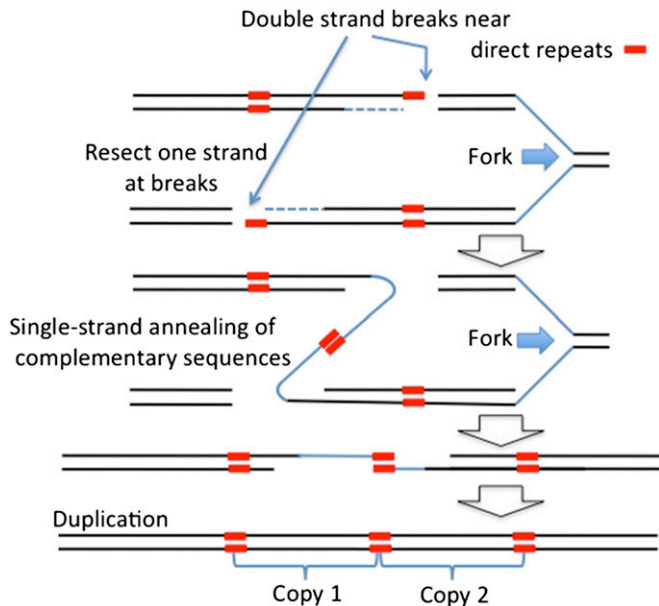 Double strand breaks near
direct repeats
Resect one strand
at breaks
Fork
Single-strand annealing of
complementary sequences
Fork
Duplication
Copy 1
Copy 2